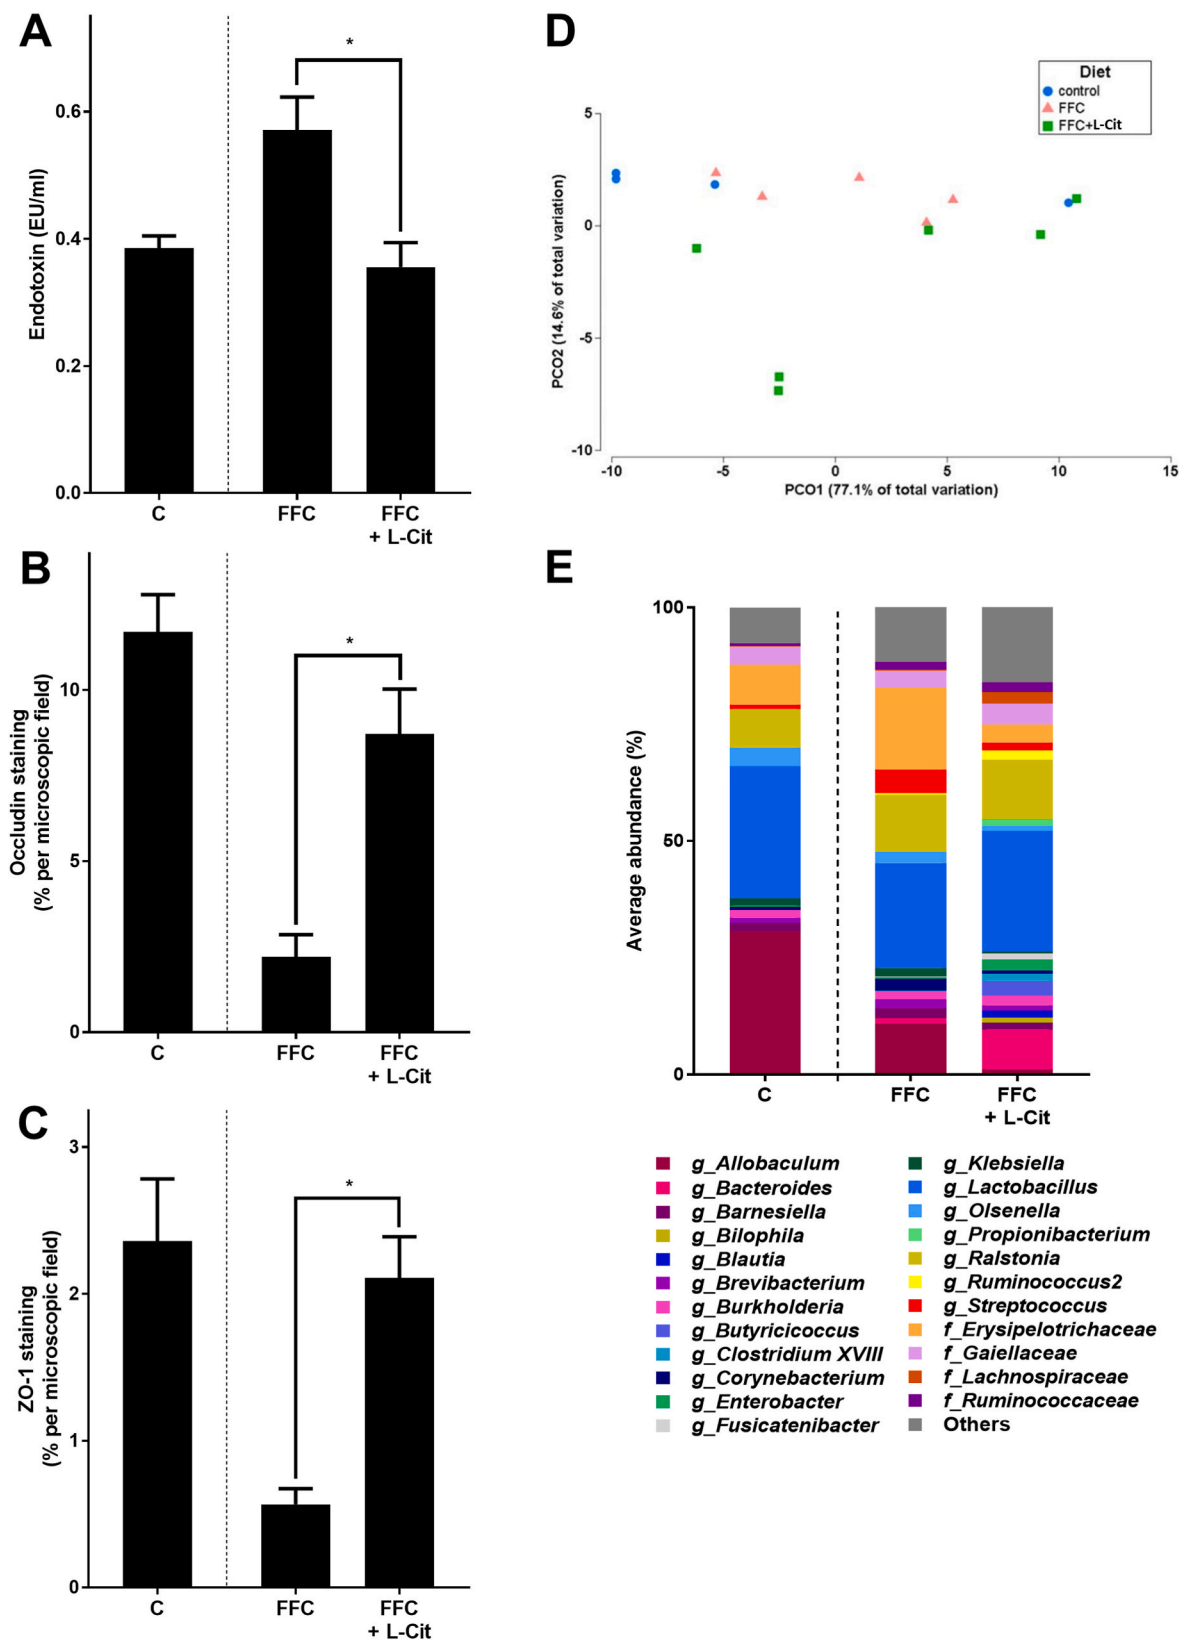 A
Endotoxin (EU/ml)
0.6
0.4
0.2
0.0
*
C
FFC
FFC
+ L-Cit
B
Occludin staining
(% per microscopic field)
10
5
0
*
C
FFC
FFC
+ L-Cit
C
ZO-1 staining
(% per microscopic field)
3
2
1
0
*
C
FFC
FFC
+ L-Cit
D
Diet
control
FFC
FFC+L-Cit
PCO2 (14.6% of total variation)
5
0
-5
-10
-10
-5
0
5
10
15
PCO1 (77.1% of total variation)
E
Average abundance (%)
100
50
0
C
FFC
FFC
+ L-Cit
g_Allobaculum
g_Bacteroides
g_Barnesiella
g_Bilophila
g_Blautia
g_Brevibacterium
g_Burkholderia
g_Butyricicoccus
g_Clostridium XVIII
g_Corynebacterium
g_Enterobacter
g_Fusicatenibacter
g_Klebsiella
g_Lactobacillus
g_Olsenella
g_Propionibacterium
g_Ralstonia
g_Ruminococcus2
g_Streptococcus
f_Erysipelotrichaceae
f_Gaiellaceae
f_Lachnospiraceae
f_Ruminococcaceae
Others